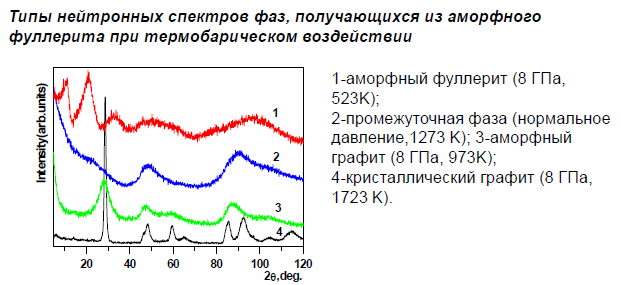 Типы нейтронных спектров фаз, получающихся из аморфного
фуллерита при термобарическом воздействии
Intensity(arb.units)
1
2
3
4
20 40 60 80 100 120
2θ,deg.
1-аморфный фуллерит (8 ГПа,
523K);
2-промежуточная фаза (нормальное
давление,1273 K); 3-аморфный
графит (8 ГПа, 973K);
4-кристаллический графит (8 ГПа,
1723 K).